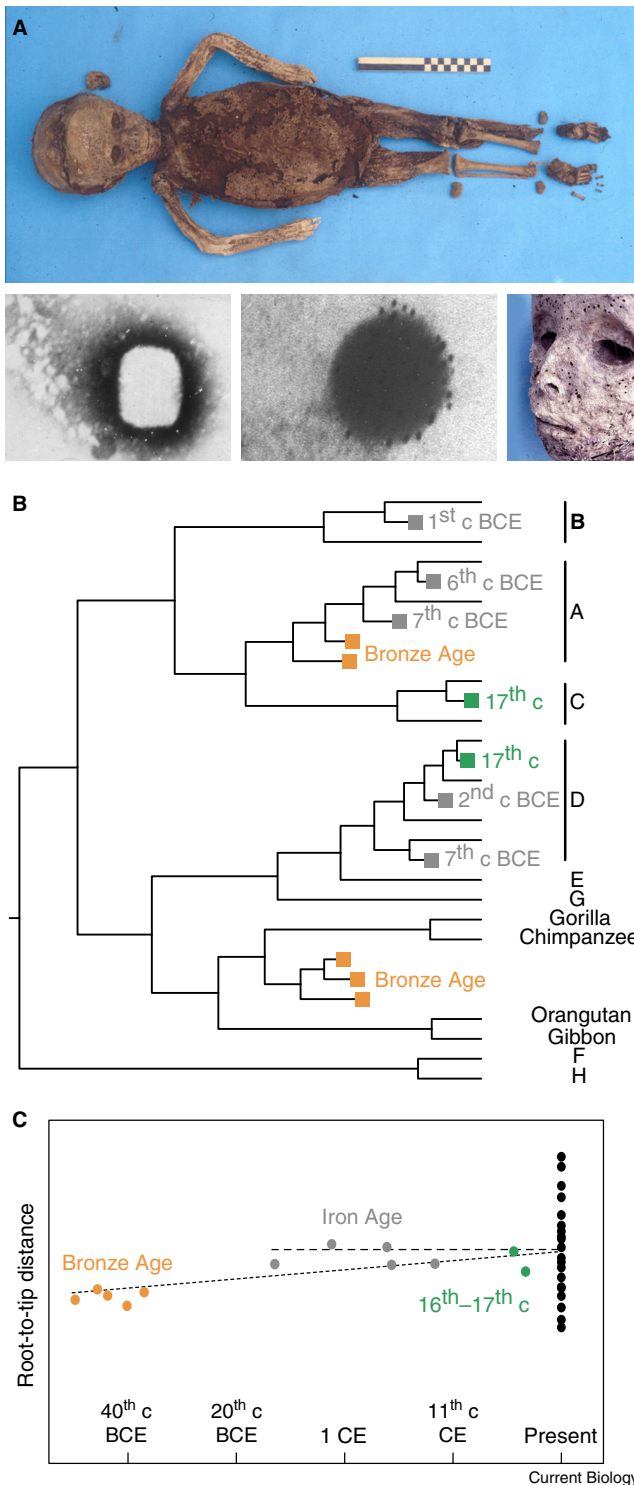 A
B
1st c BCE
B
6th c BCE
7th c BCE
A
Bronze Age
17th c
C
17th c
2nd c BCE
D
7th c BCE
E
G
Gorilla
Chimpanzee
Bronze Age
Orangutan
Gibbon
F
H
C
Root-to-tip distance
Iron Age
Bronze Age
16th–17th c
40th c
BCE
20th c
BCE
1 CE
11th c
CE
Present
Current Biology